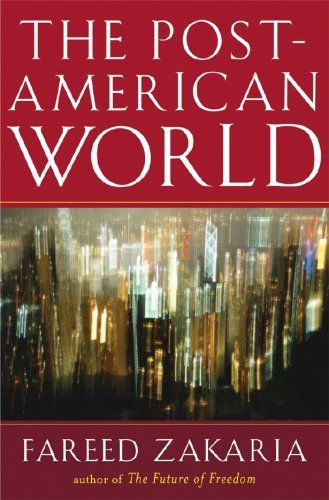 THE POST-
AMERICAN
WORLD
FAREED ZAKARIA
author of The Future of Freedom